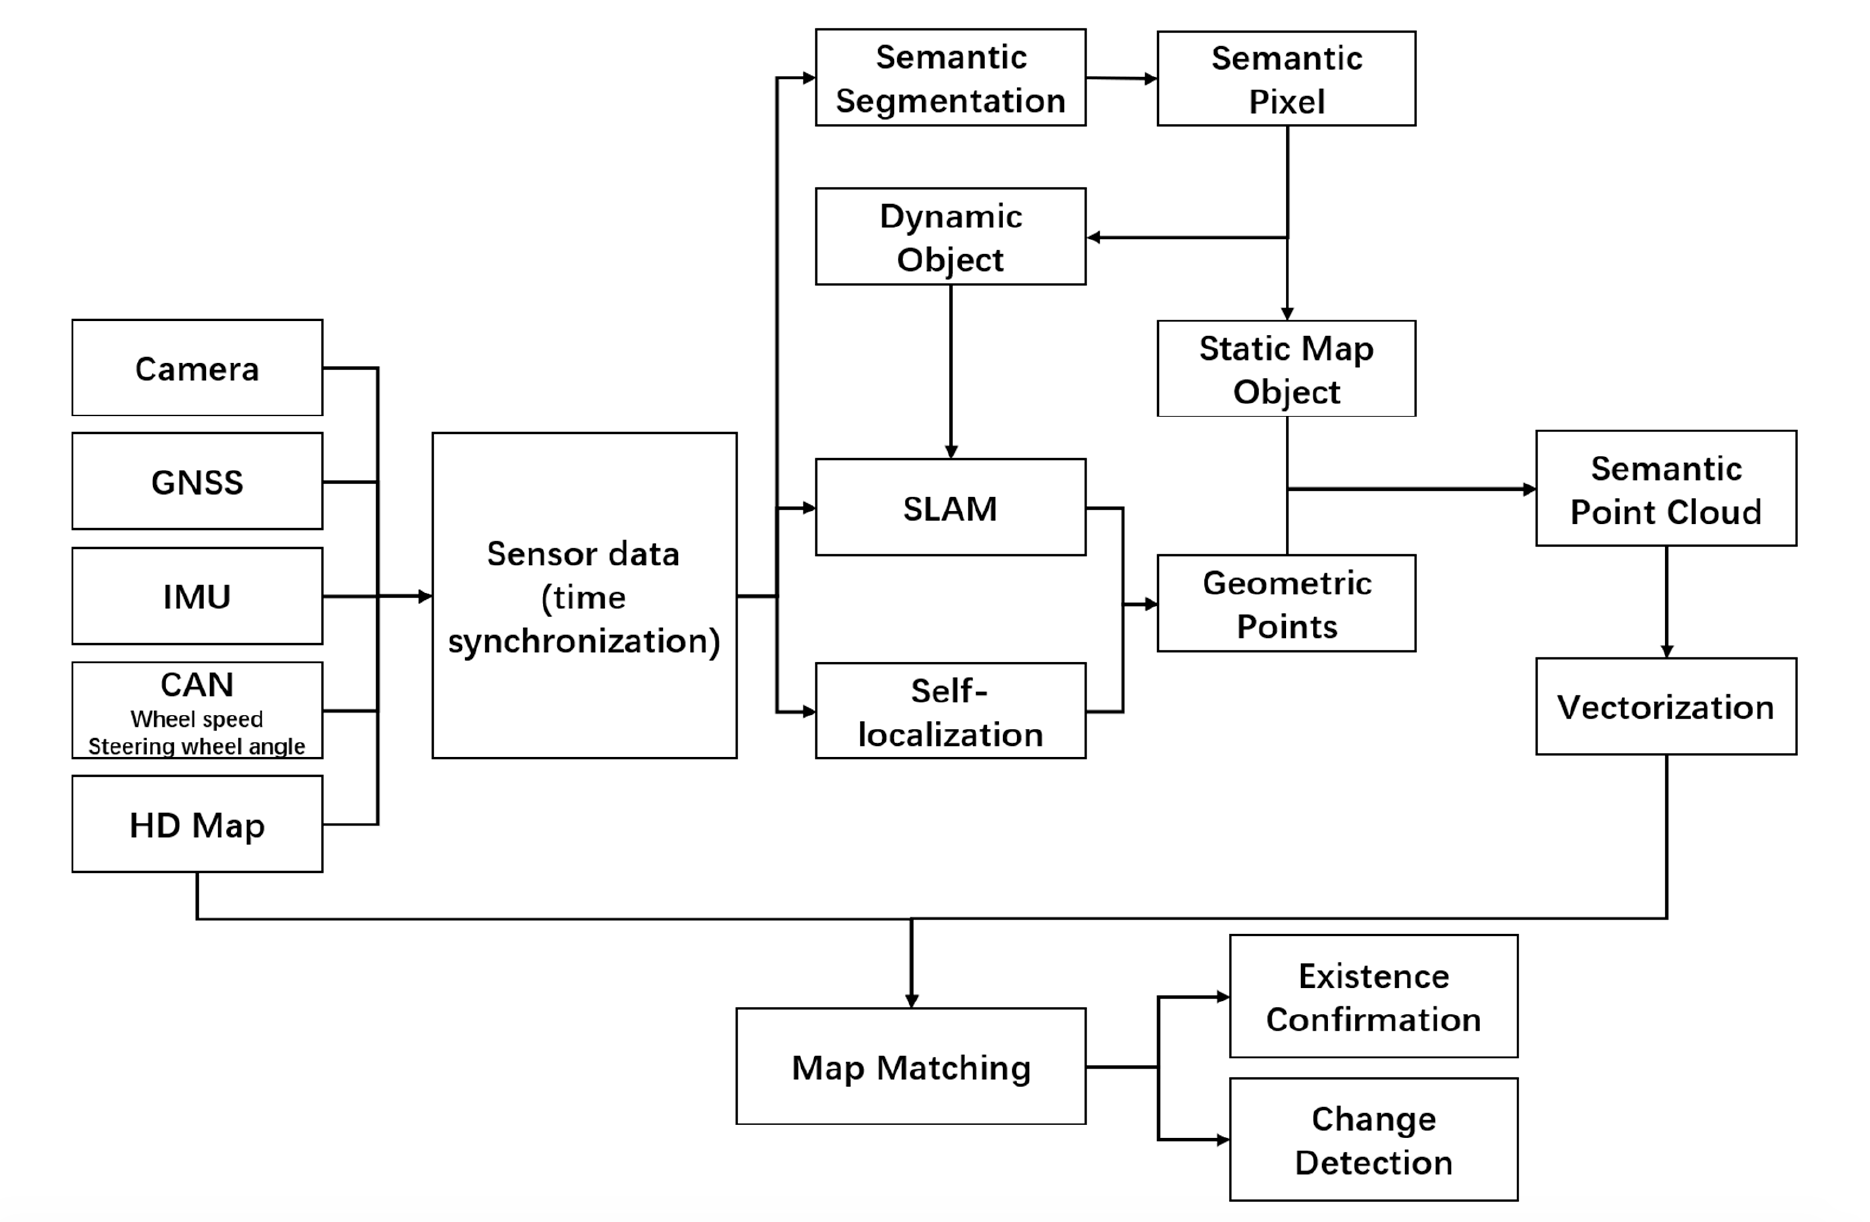 Semantic
Segmentation
Semantic
Pixel
Dynamic
Object
Static Map
Object
Camera
GNSS
IMU
CAN
Wheel speed
Steering wheel angle
HD Map
Sensor data
(time
synchronization)
SLAM
Self-
localization
Geometric
Points
Semantic
Point Cloud
Vectorization
Map Matching
Existence
Confirmation
Change
Detection